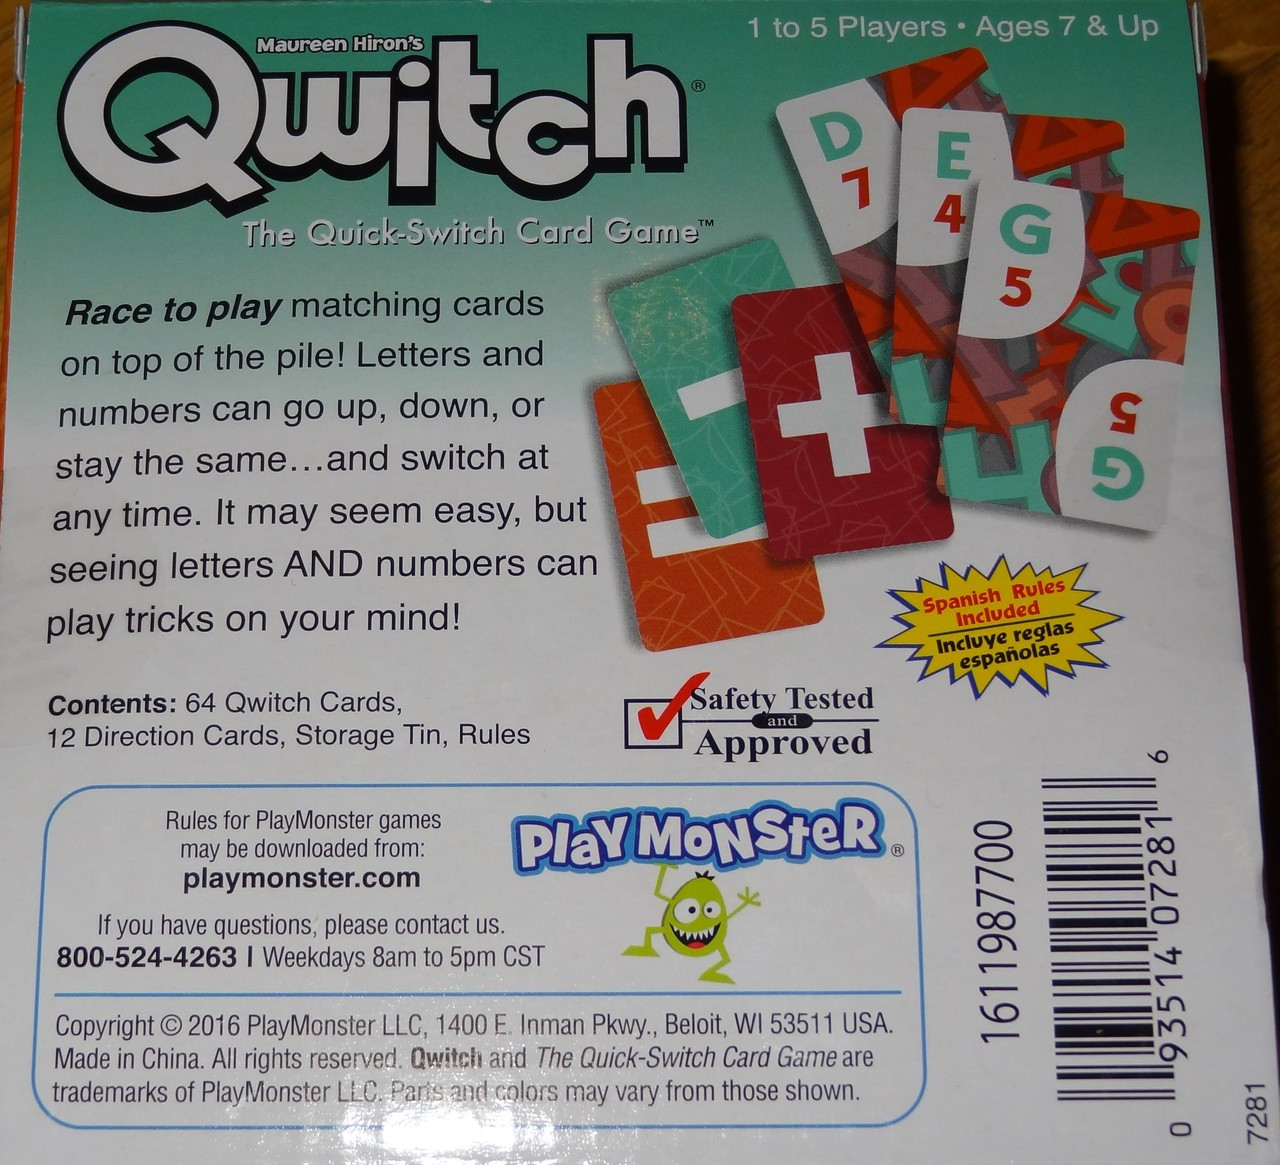 Maureen Hiron's
Qwitch®
The Quick-Switch Card Game™
1 to 5 Players • Ages 7 & Up
D
7
E
4
G
5
5
G
Race to play matching cards
on top of the pile! Letters and
numbers can go up, down, or
stay the same...and switch at
any time. It may seem easy, but
seeing letters AND numbers can
play tricks on your mind!
Spanish Rules
Included
Incluye reglas
españolas
Contents: 64 Qwitch Cards,
12 Direction Cards, Storage Tin, Rules
Safety Tested
and
Approved
Rules for PlayMonster games
may be downloaded from:
playmonster.com
If you have questions, please contact us.
800-524-4263 | Weekdays 8am to 5pm CST
PlayMonster®
Copyright © 2016 PlayMonster LLC, 1400 E. Inman Pkwy., Beloit, WI 53511 USA.
Made in China. All rights reserved. Qwitch and The Quick-Switch Card Game are
trademarks of PlayMonster LLC. Parts and colors may vary from those shown.
1611987700
0 93514 07281 6
7281